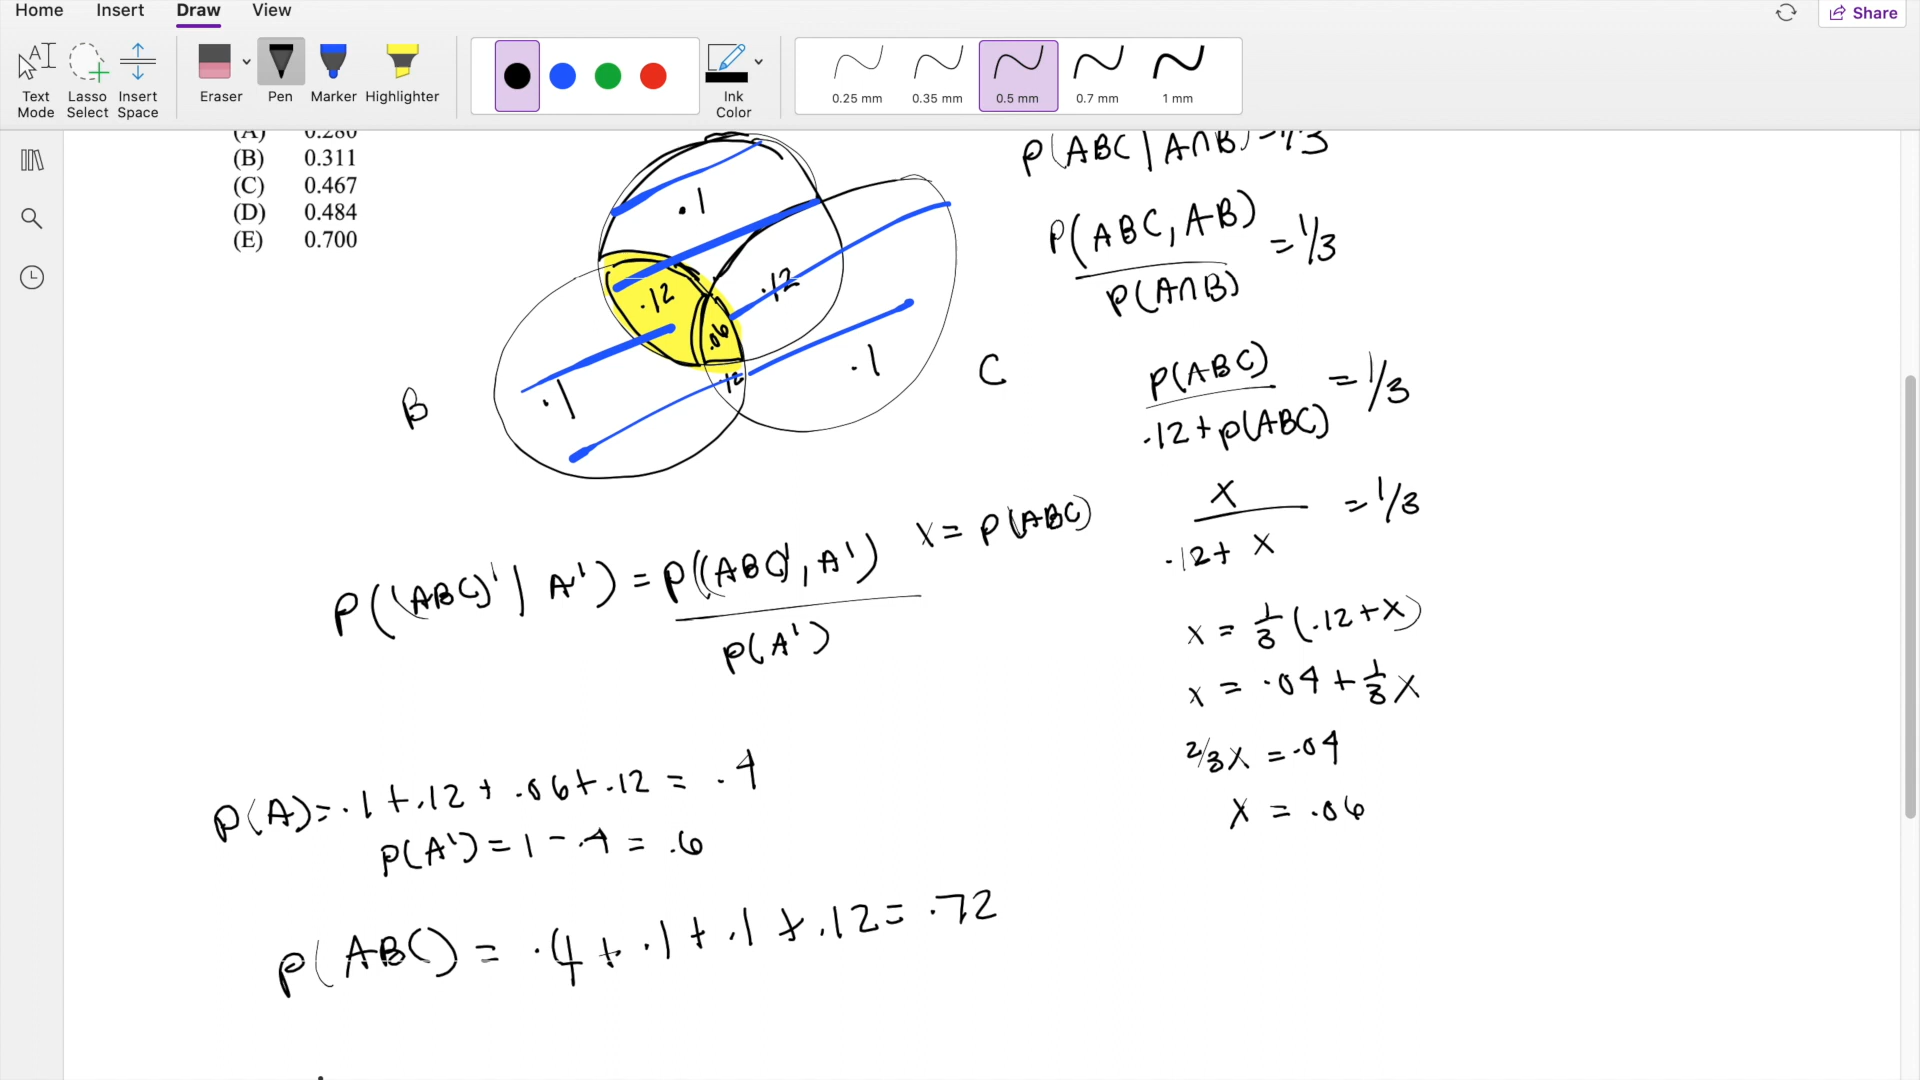 Home Insert Draw View Share
Text Mode Lasso Select Insert Space Eraser Pen Marker Highlighter Ink Color 0.25 mm 0.35 mm 0.5 mm 0.7 mm 1 mm
(A) 0.280
(B) 0.311
(C) 0.467
(D) 0.484
(E) 0.700
.1
.12
.12
.06
.1
.12
.1
B
C
P(ABC | A∩B) = 1/3
P(ABC, AB) / P(A∩B) = 1/3
P(ABC) / .12 + P(ABC) = 1/3
x / .12 + x = 1/3
x = 1/3 (.12 + x)
x = .04 + 1/3 x
2/3 x = .04
x = .06
x = P(ABC)
P((ABC)' | A') = P((ABC)', A') / P(A')
P(A) = .1 + .12 + .06 + .12 = .4
P(A') = 1 - .4 = .6
P(ABC) = .4 + .1 + .1 + .12 = .72